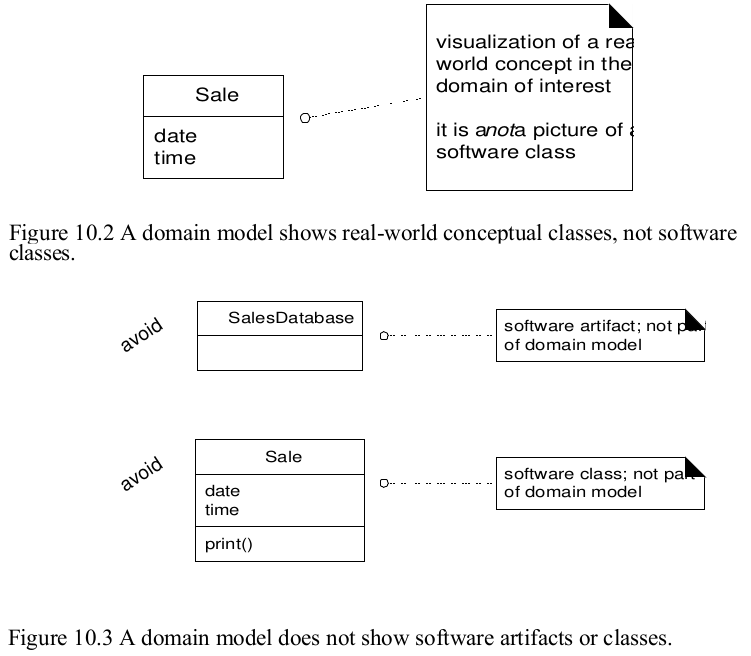 Sale
date
time
visualization of a rea
world concept in the
domain of interest
it is anota picture of a
software class
Figure 10.2 A domain model shows real-world conceptual classes, not software
classes.
avoid
SalesDatabase
software artifact; not part
of domain model
avoid
Sale
date
time
print()
software class; not part
of domain model
Figure 10.3 A domain model does not show software artifacts or classes.